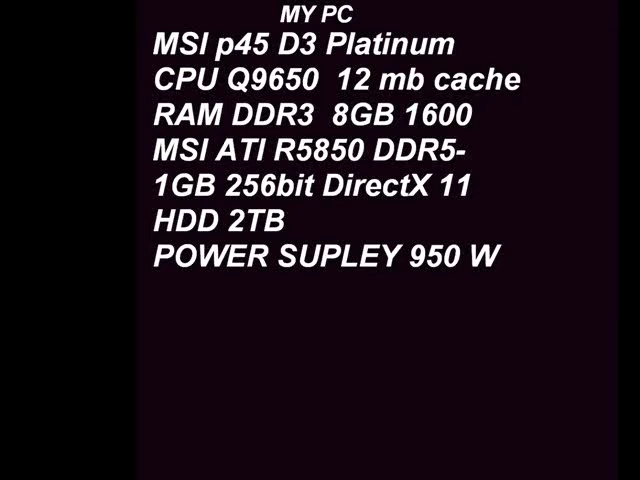 MY PC
MSI p45 D3 Platinum
CPU Q9650 12 mb cache
RAM DDR3 8GB 1600
MSI ATI R5850 DDR5-
1GB 256bit DirectX 11
HDD 2TB
POWER SUPLEY 950 W